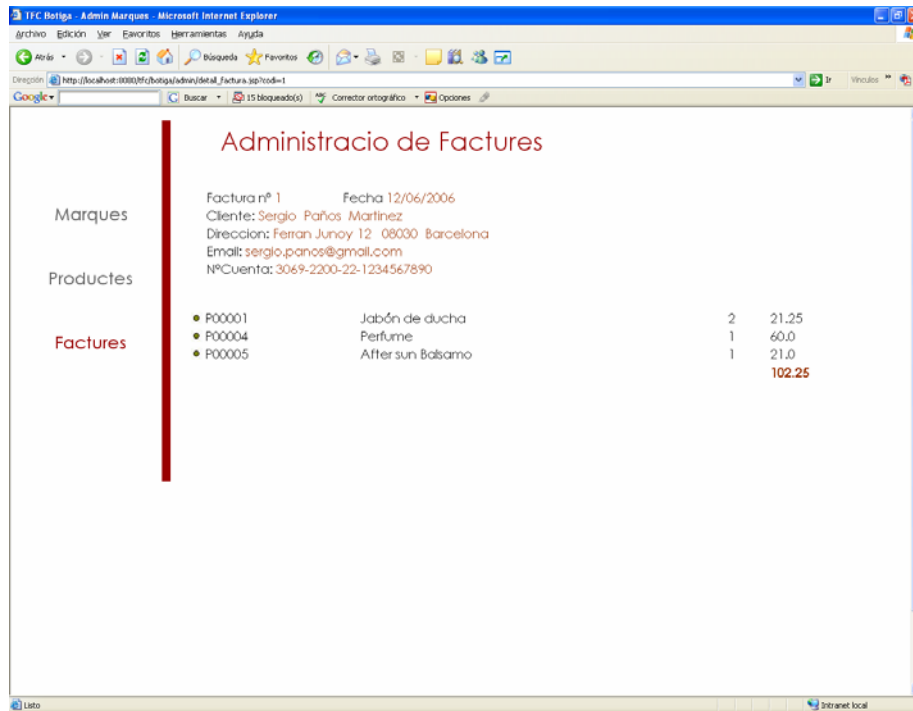 TFC Botiga - Admin Marques - Microsoft Internet Explorer
Archivo Edición Ver Favoritos Herramientas Ayuda
Atrás Búsqueda Favoritos
Dirección http://localhost:8080/tfc/botiga/admin/detal_factura.jsp?codi=1 Ir Vínculos »
Google Buscar 15 bloqueado(s) ABC Corrector ortográfico Opciones
Administracio de Factures
Factura nº 1 Fecha 12/06/2006
Cliente: Sergio Paños Martinez
Direccion: Ferran Junoy 12 08030 Barcelona
Email: sergio.panos@gmail.com
NºCuenta: 3069-2200-22-1234567890
Marques
Productes
Factures
P00001 Jabón de ducha 2 21.25
P00004 Perfume 1 60.0
P00005 After sun Balsamo 1 21.0
102.25
Listo Intranet local